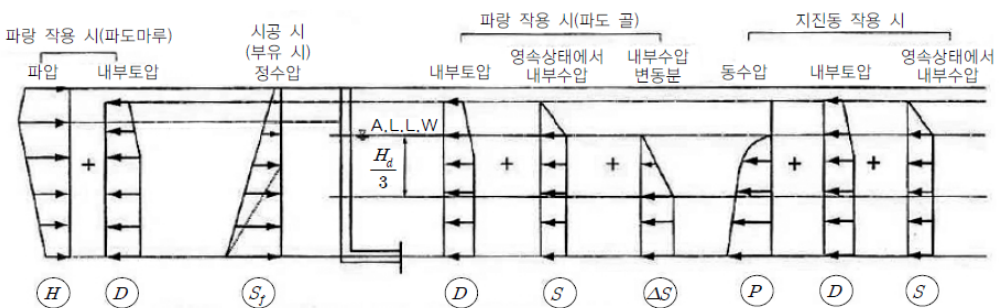 파랑 작용 시(파도마루)
시공 시
(부유 시)
파랑 작용 시(파도 골)
지진동 작용 시
파압
내부토압
정수압
내부토압
영속상태에서
내부수압
내부수압
변동분
동수압
내부토압
영속상태에서
내부수압
A.L.L.W
H_d
3
+
+
+
+
+
H
D
S_f
D
S
ΔS
P
D
S